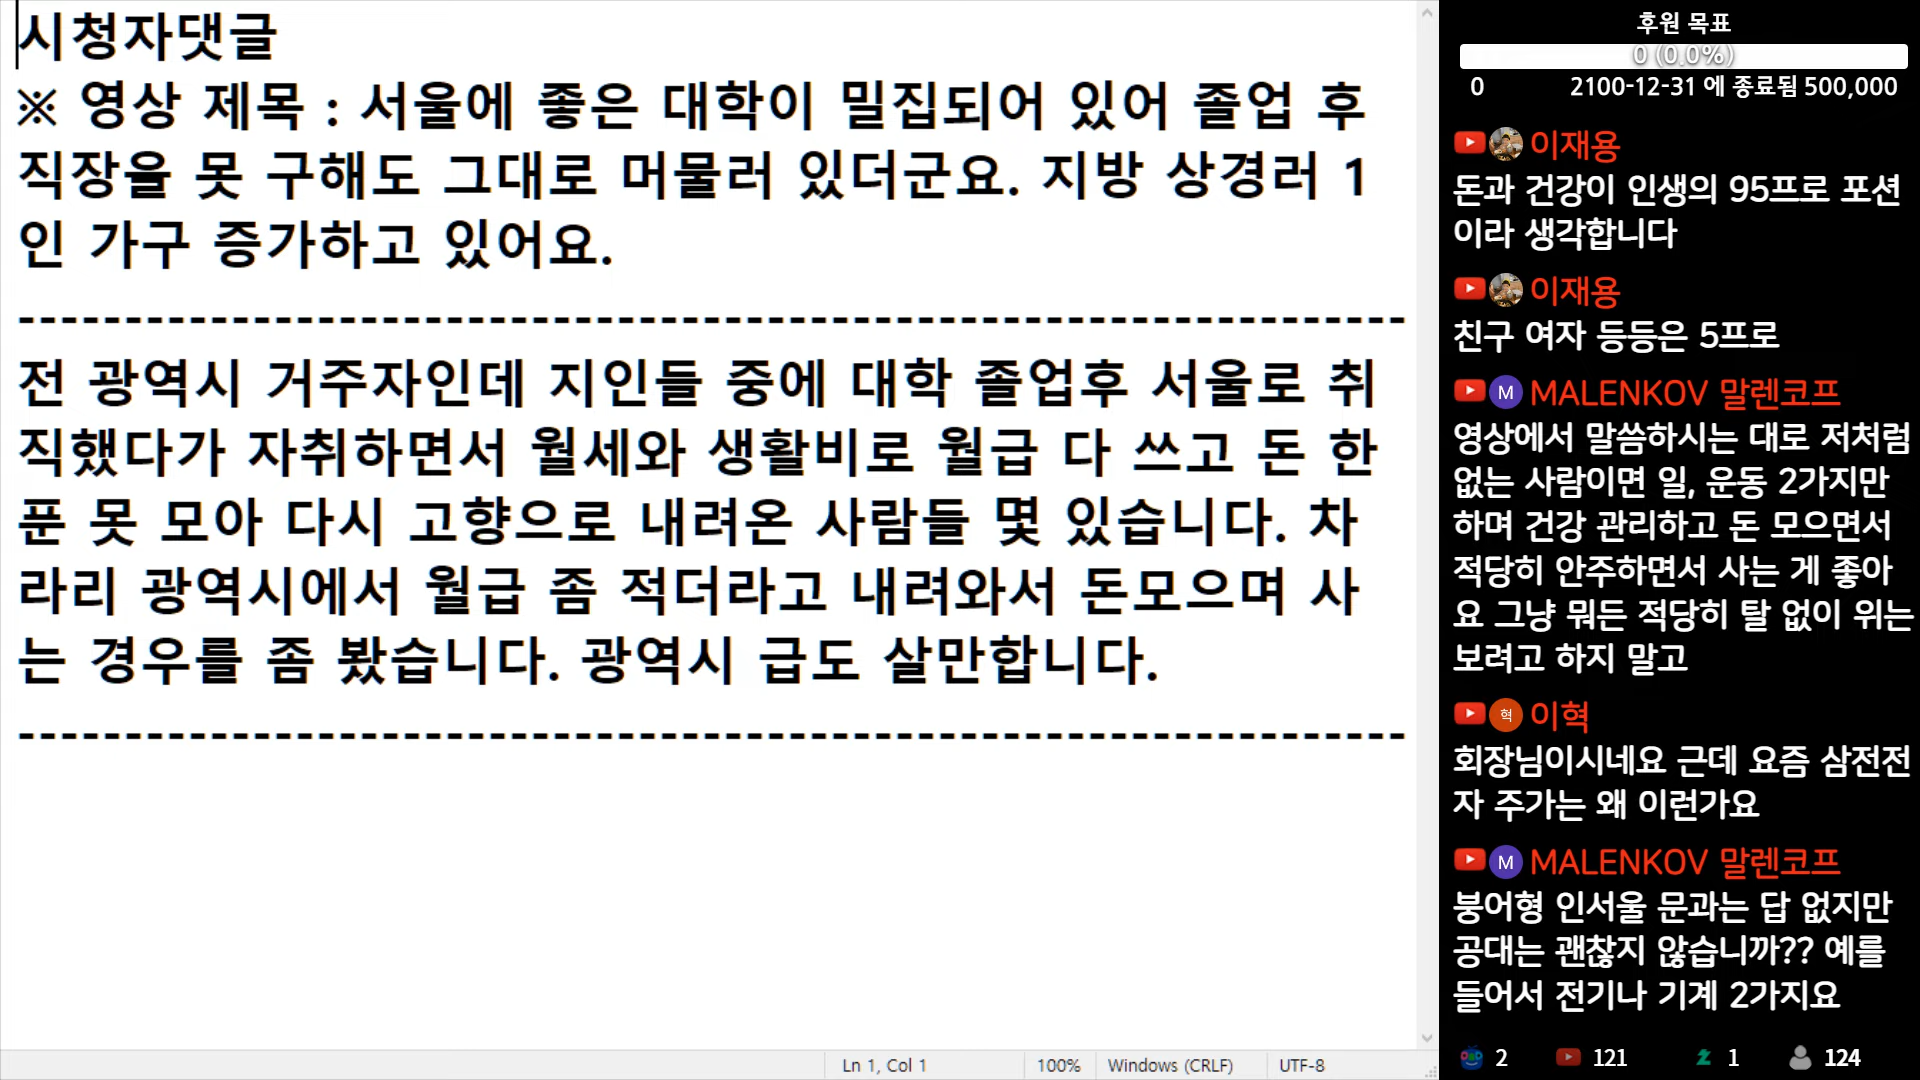 시청자댓글
※ 영상 제목 : 서울에 좋은 대학이 밀집되어 있어 졸업 후
직장을 못 구해도 그대로 머물러 있더군요. 지방 상경러 1
인 가구 증가하고 있어요.
-----------------------------------------------------------------
전 광역시 거주자인데 지인들 중에 대학 졸업후 서울로 취
직했다가 자취하면서 월세와 생활비로 월급 다 쓰고 돈 한
푼 못 모아 다시 고향으로 내려온 사람들 몇 있습니다. 차
라리 광역시에서 월급 좀 적더라고 내려와서 돈모으며 사
는 경우를 좀 봤습니다. 광역시 급도 살만합니다.
-----------------------------------------------------------------
Ln 1, Col 1
100%
Windows (CRLF)
UTF-8
후원 목표
0 (0.0%)
0 2100-12-31 에 종료됨 500,000
이재용
돈과 건강이 인생의 95프로 포션
이라 생각합니다
이재용
친구 여자 등등은 5프로
M MALENKOV 말렌코프
영상에서 말씀하시는 대로 저처럼
없는 사람이면 일, 운동 2가지만
하며 건강 관리하고 돈 모으면서
적당히 안주하면서 사는 게 좋아
요 그냥 뭐든 적당히 탈 없이 위는
보려고 하지 말고
혁 이혁
회장님이시네요 근데 요즘 삼전전
자 주가는 왜 이런가요
M MALENKOV 말렌코프
붕어형 인서울 문과는 답 없지만
공대는 괜찮지 않습니까?? 예를
들어서 전기나 기계 2가지요
2 121 1 124